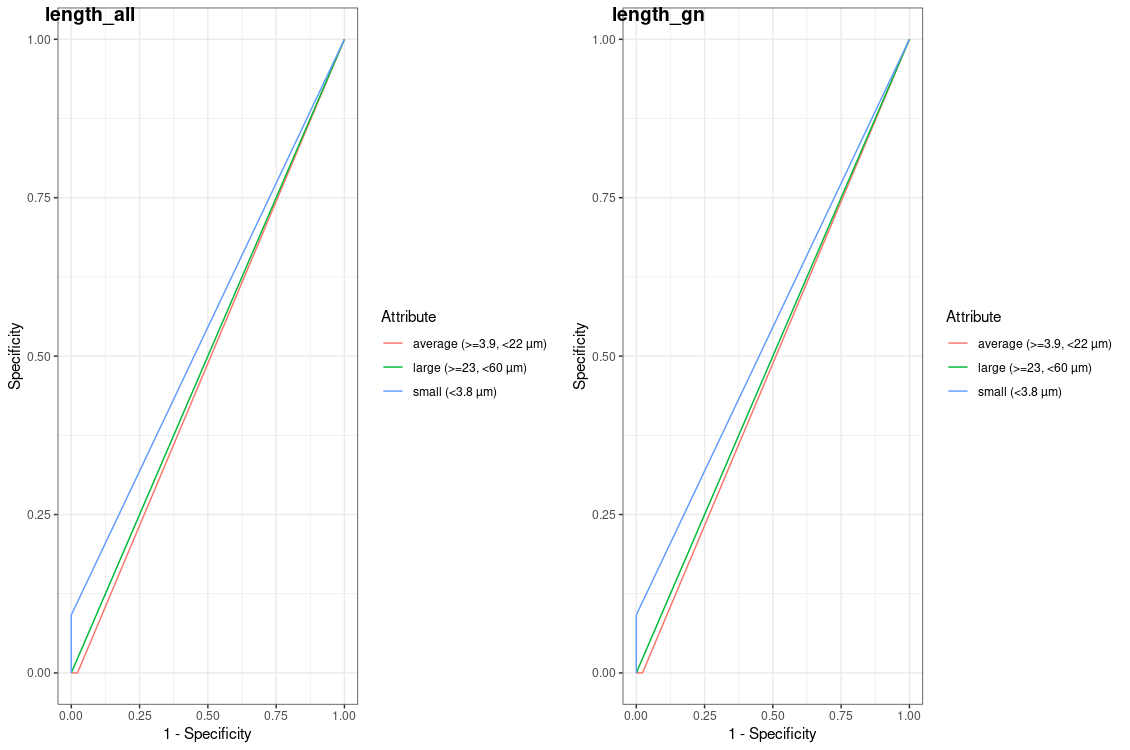 length_all
1.00
0.75
0.50
0.25
0.00
Specificity
0.00 0.25 0.50 0.75 1.00
1 - Specificity
Attribute
average (>=3.9, <22 µm)
large (>=23, <60 µm)
small (<3.8 µm)
length_gn
1.00
0.75
0.50
0.25
0.00
Specificity
0.00 0.25 0.50 0.75 1.00
1 - Specificity
Attribute
average (>=3.9, <22 µm)
large (>=23, <60 µm)
small (<3.8 µm)